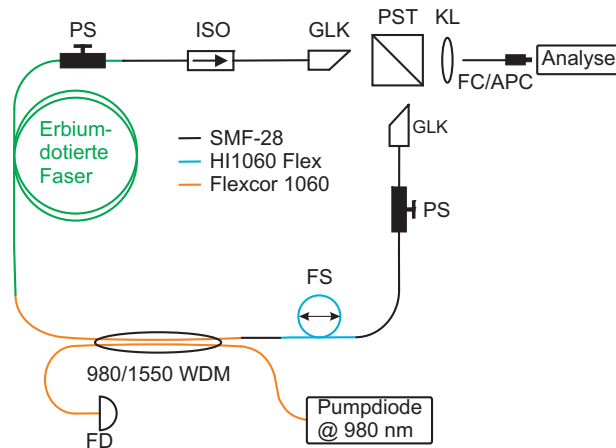 PS
ISO
GLK
PST
KL
Analyse
FC/APC
Erbium-
dotierte
Faser
SMF-28
HI1060 Flex
Flexcor 1060
GLK
PS
FS
980/1550 WDM
FD
Pumpdiode
@ 980 nm